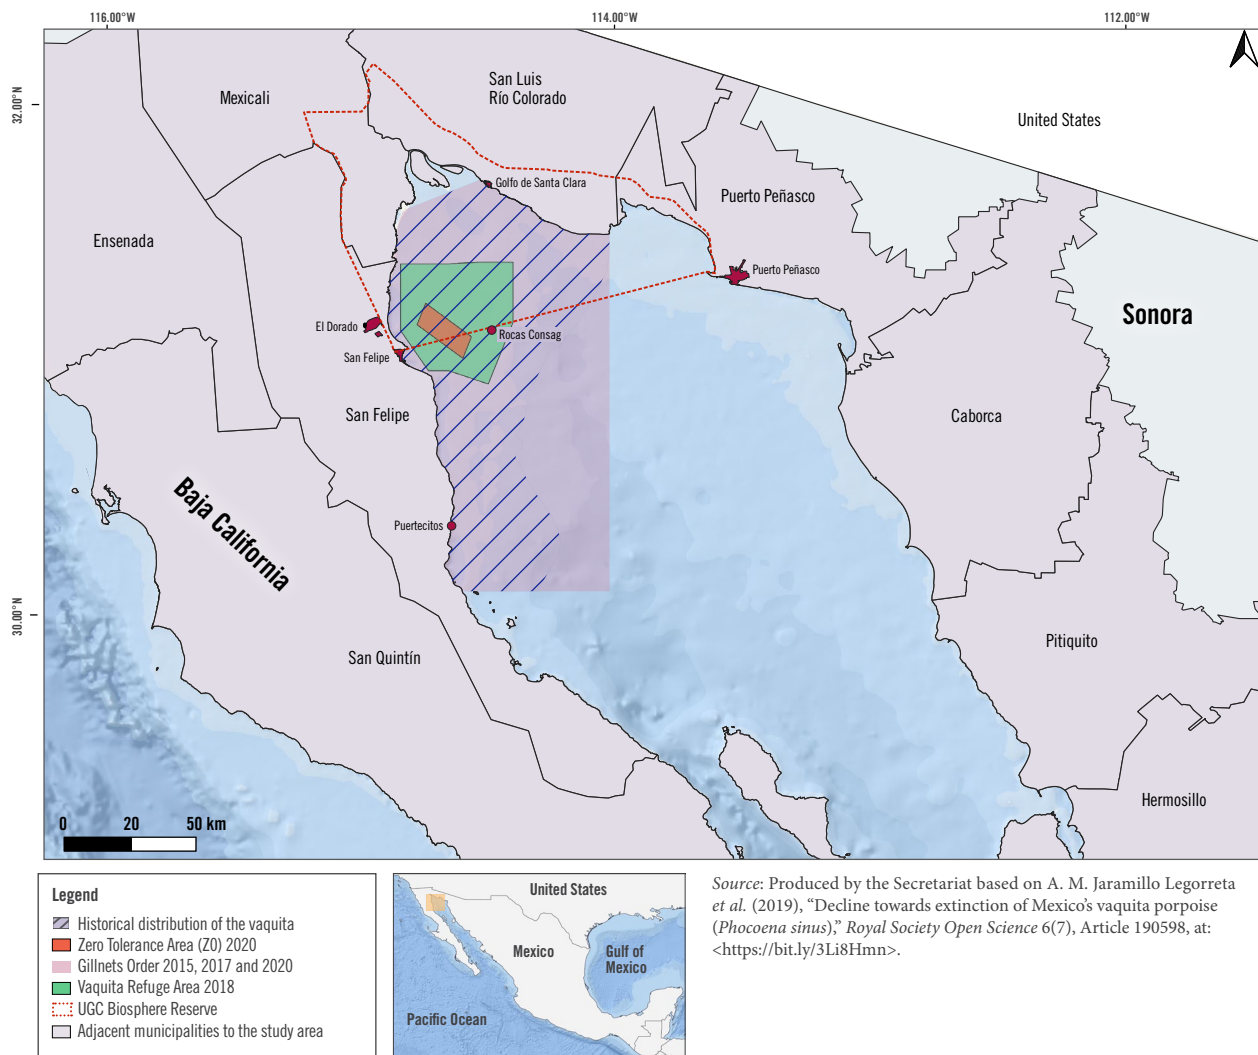 116.00°W
114.00°W
112.00°W
32.00°N
30.00°N
Mexicali
San Luis
Río Colorado
United States
Golfo de Santa Clara
Puerto Peñasco
Ensenada
Puerto Peñasco
Sonora
El Dorado
Rocas Consag
San Felipe
San Felipe
Caborca
Baja California
Puertecitos
Pitiquito
San Quintín
Hermosillo
0 20 50 km
Legend
Historical distribution of the vaquita
Zero Tolerance Area (ZO) 2020
Gillnets Order 2015, 2017 and 2020
Vaquita Refuge Area 2018
UGC Biosphere Reserve
Adjacent municipalities to the study area
United States
Mexico
Gulf of
Mexico
Pacific Ocean
Source: Produced by the Secretariat based on A. M. Jaramillo Legorreta
et al. (2019), “Decline towards extinction of Mexico’s vaquita porpoise
(Phocoena sinus),” Royal Society Open Science 6(7), Article 190598, at:
<https://bit.ly/3Li8Hmn>.